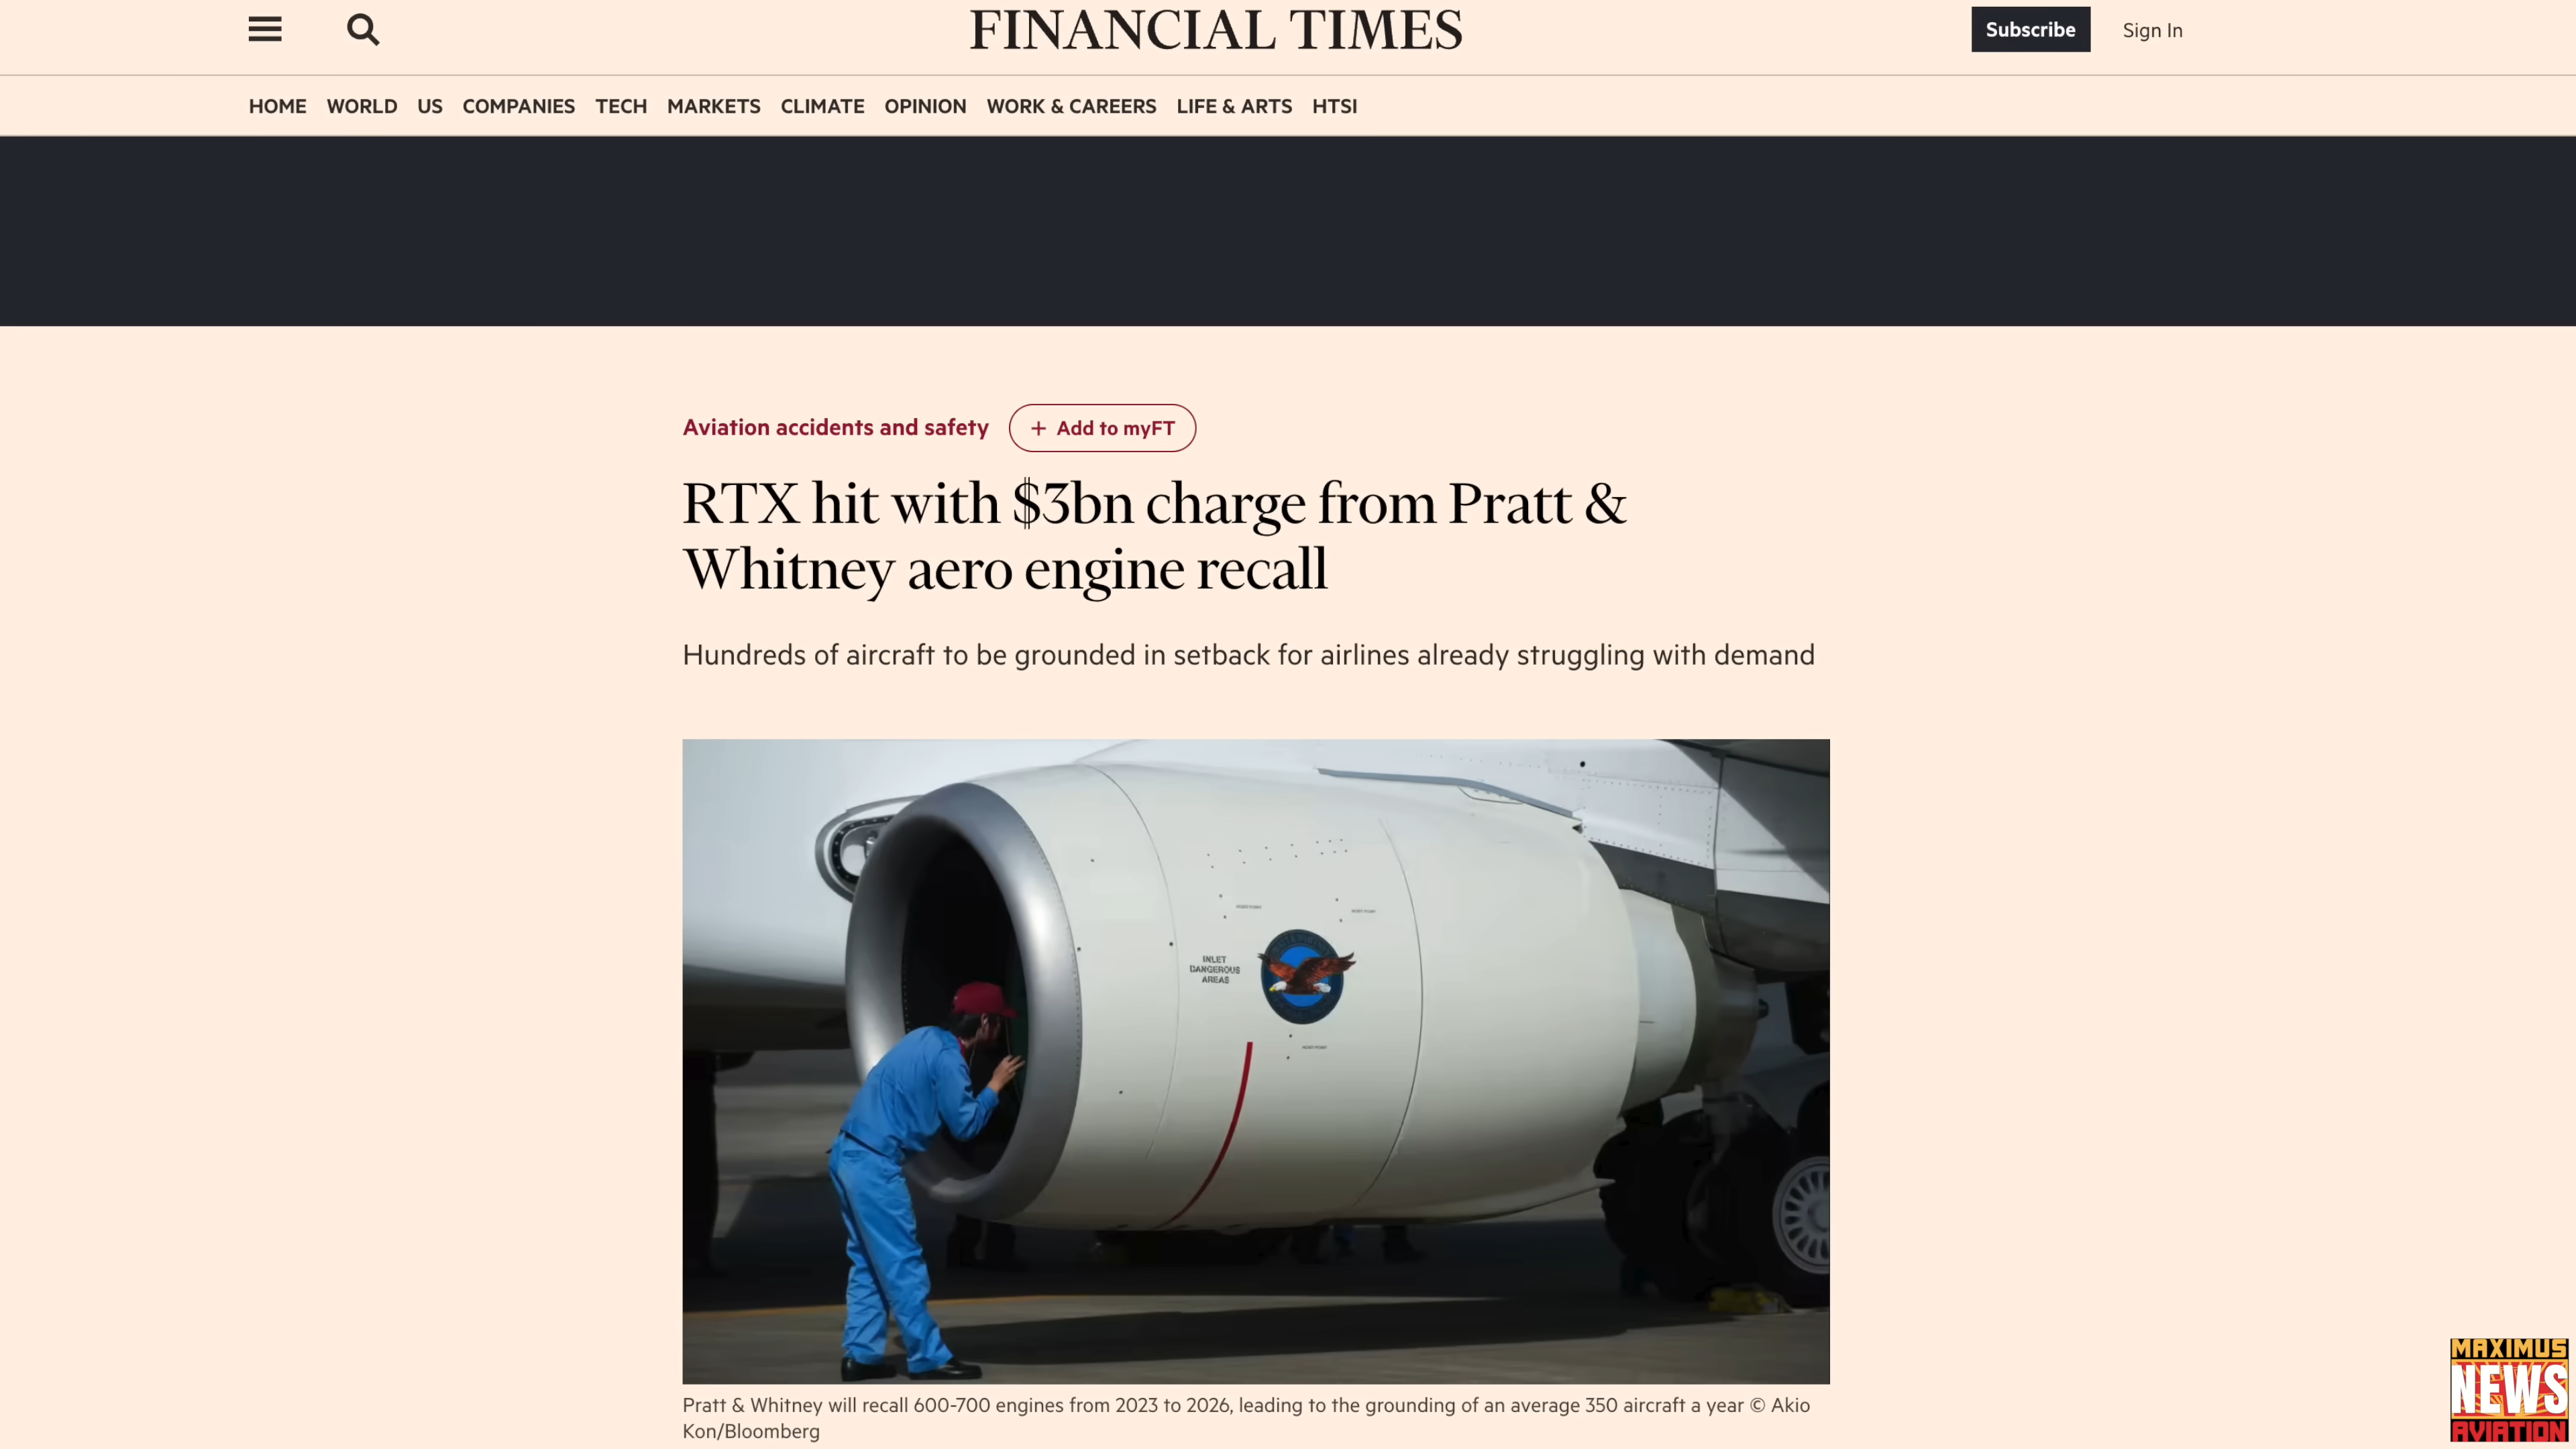 FINANCIAL TIMES
Subscribe
Sign In
HOME WORLD US COMPANIES TECH MARKETS CLIMATE OPINION WORK & CAREERS LIFE & ARTS HTSI
Aviation accidents and safety
+ Add to myFT
RTX hit with $3bn charge from Pratt &
Whitney aero engine recall
Hundreds of aircraft to be grounded in setback for airlines already struggling with demand
INLET
DANGEROUS
AREAS
Pratt & Whitney will recall 600-700 engines from 2023 to 2026, leading to the grounding of an average 350 aircraft a year © Akio
Kon/Bloomberg
MAXIMUS
NEWS
AVIATION